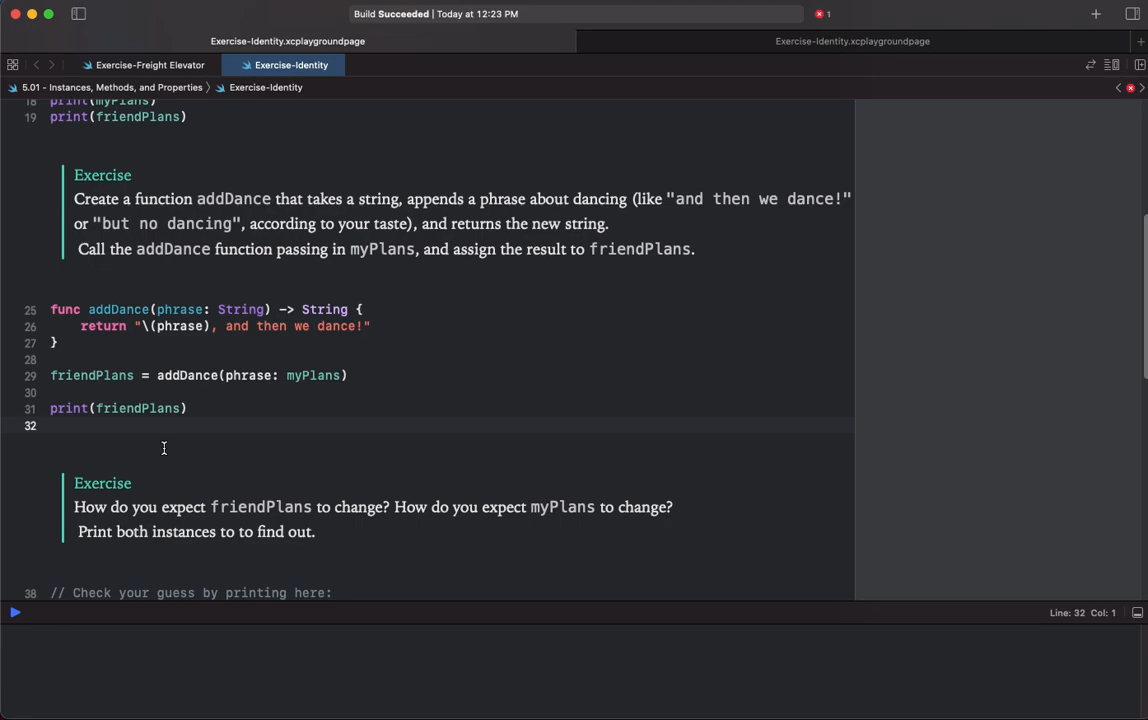 Build Succeeded | Today at 12:23 PM
1
Exercise-Identity.xcplaygroundpage
Exercise-Identity.xcplaygroundpage
Exercise-Freight Elevator
Exercise-Identity
5.01 - Instances, Methods, and Properties
Exercise-Identity
18 print(myPlans)
19 print(friendPlans)
Exercise
Create a function addDance that takes a string, appends a phrase about dancing (like "and then we dance!"
or "but no dancing", according to your taste), and returns the new string.
Call the addDance function passing in myPlans, and assign the result to friendPlans.
25 func addDance(phrase: String) -> String {
26     return "\(phrase), and then we dance!"
27 }
28
29 friendPlans = addDance(phrase: myPlans)
30
31 print(friendPlans)
32
Exercise
How do you expect friendPlans to change? How do you expect myPlans to change?
Print both instances to to find out.
38 // Check your guess by printing here:
Line: 32 Col: 1